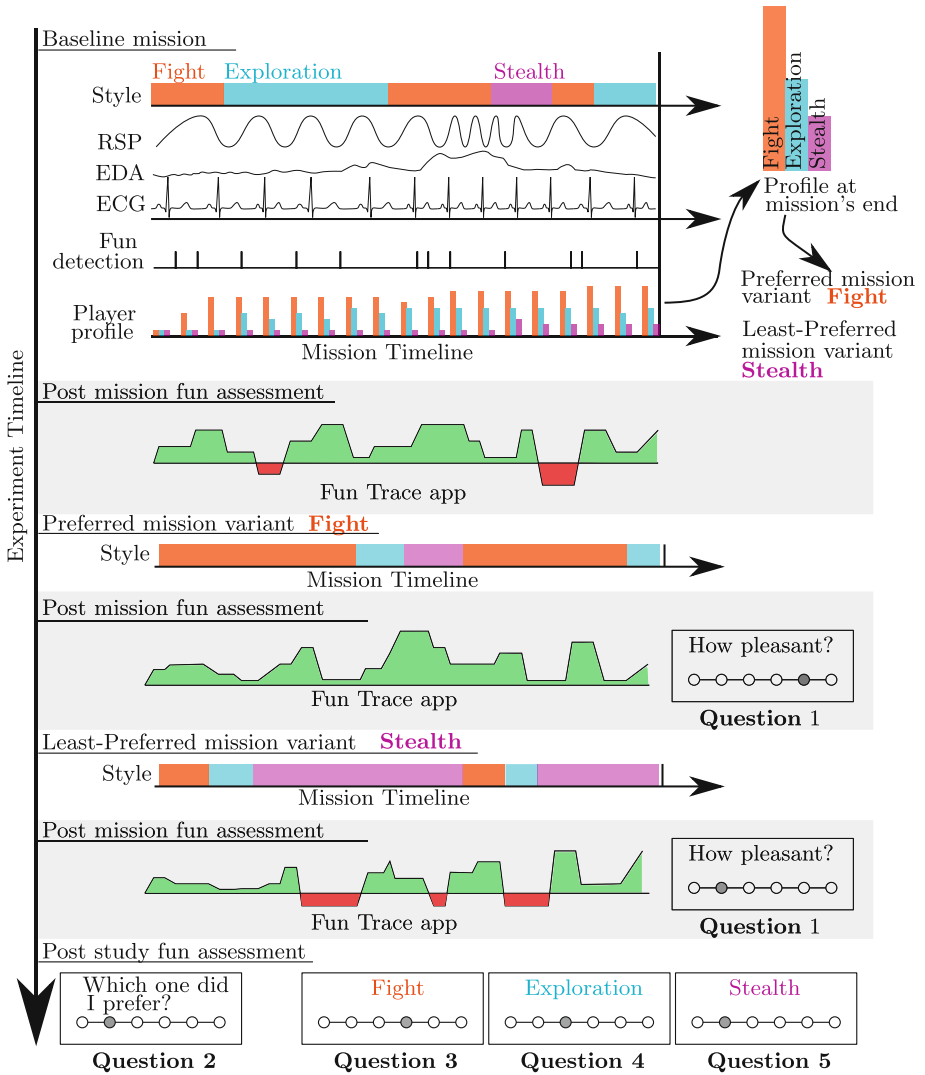 Experiment Timeline
Baseline mission
Fight
Exploration
Stealth
Style
RSP
EDA
ECG
Fun
detection
Player
profile
Mission Timeline
Fight
Exploration
Stealth
Profile at
mission's end
Preferred mission
variant Fight
Least-Preferred
mission variant
Stealth
Post mission fun assessment
Fun Trace app
Preferred mission variant Fight
Style
Mission Timeline
Post mission fun assessment
Fun Trace app
How pleasant?
Question 1
Least-Preferred mission variant Stealth
Style
Mission Timeline
Post mission fun assessment
Fun Trace app
How pleasant?
Question 1
Post study fun assessment
Which one did
I prefer?
Question 2
Fight
Question 3
Exploration
Question 4
Stealth
Question 5